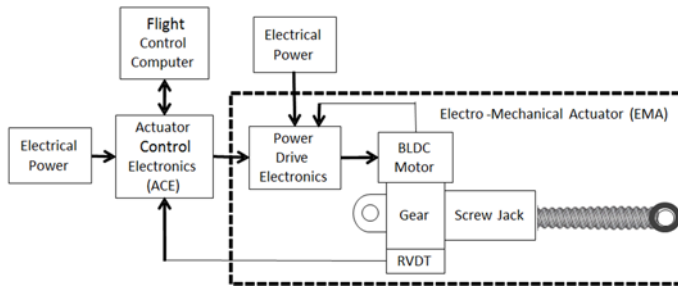 Flight
Control
Computer
Electrical
Power
Electro -Mechanical Actuator (EMA)
Electrical
Power
Actuator
Control
Electronics
(ACE)
Power
Drive
Electronics
BLDC
Motor
Gear
Screw Jack
RVDT